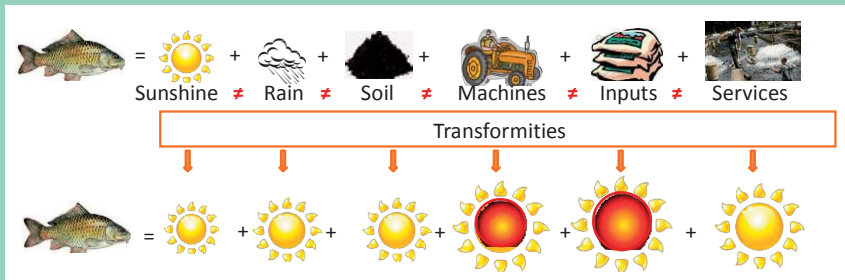 = + + + + +
Sunshine ≠ Rain ≠ Soil ≠ Machines ≠ Inputs ≠ Services
Transformities
= + + + + +